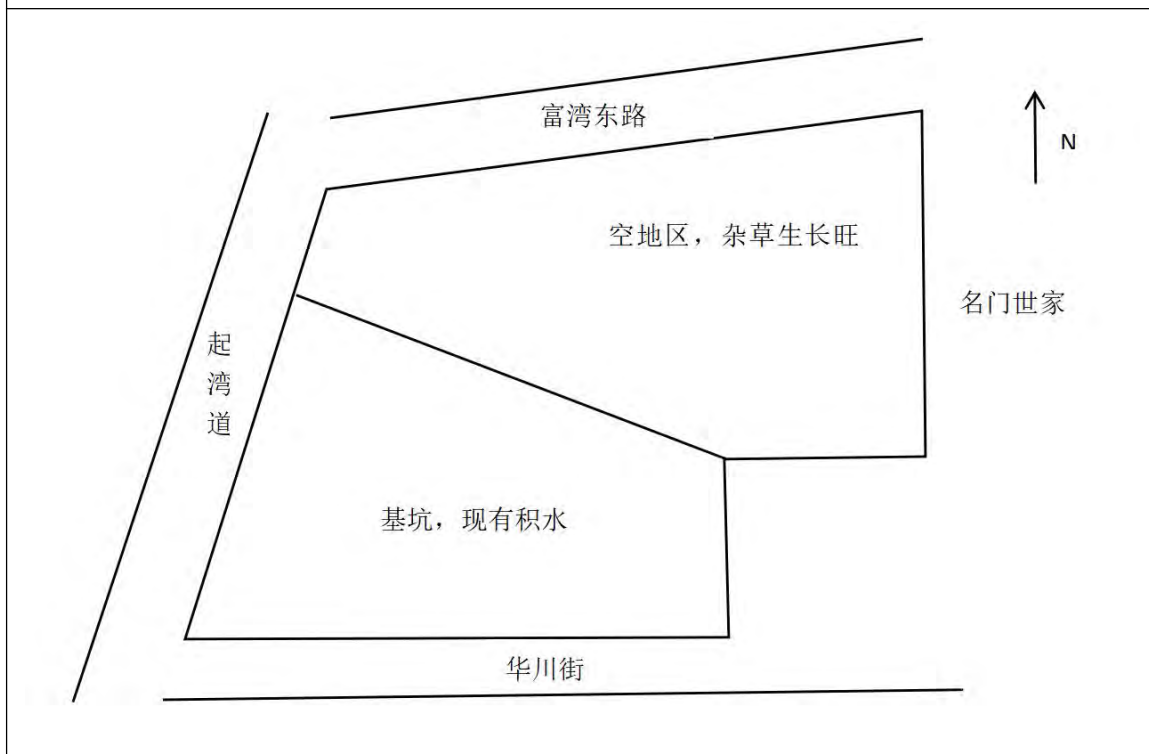 富湾东路
N
空地区，杂草生长旺
名门世家
起湾道
基坑，现有积水
华川街